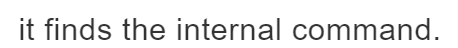 it finds the internal command.